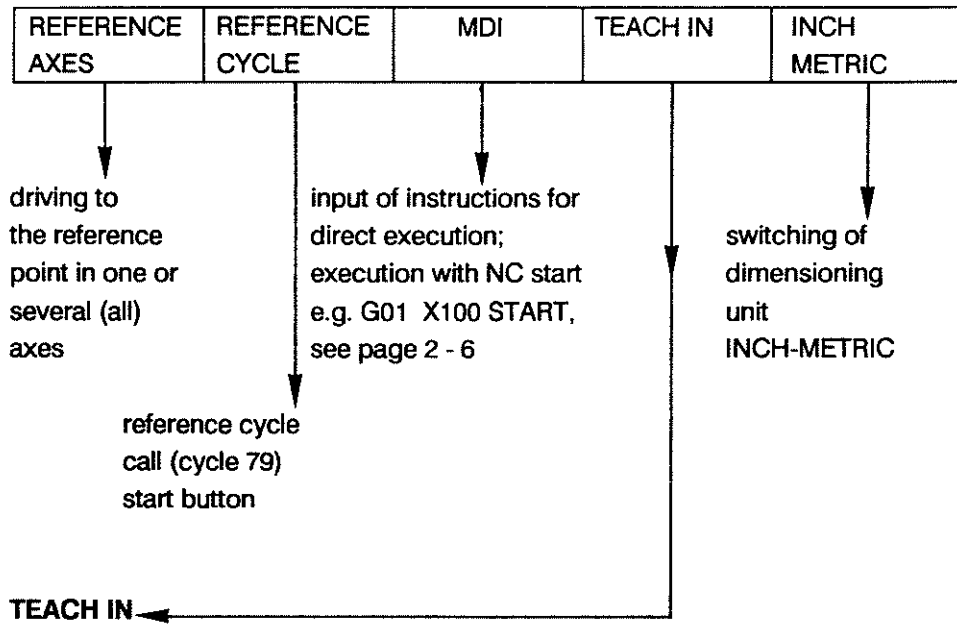 REFERENCE AXES
REFERENCE CYCLE
MDI
TEACH IN
INCH METRIC
driving to
the reference
point in one or
several (all)
axes
reference cycle
call (cycle 79)
start button
input of instructions for
direct execution;
execution with NC start
e.g. G01 X100 START,
see page 2 - 6
switching of
dimensioning
unit
INCH-METRIC
TEACH IN